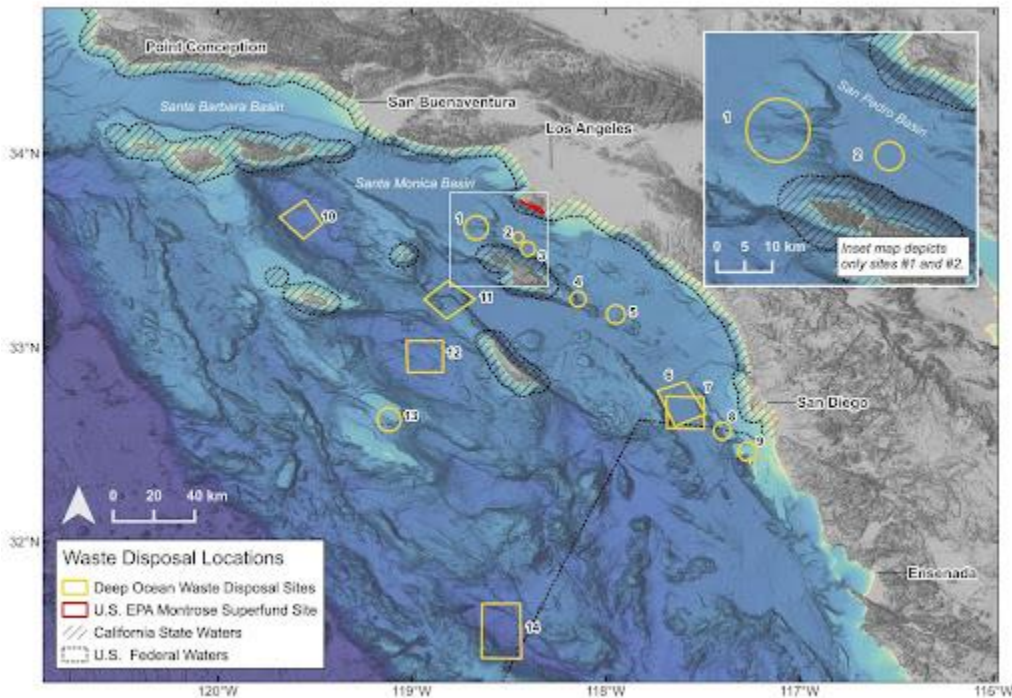 Point Conception
Santa Barbara Basin
San Buenaventura
Los Angeles
Santa Monica Basin
34°N
33°N
32°N
1
2
3
4
5
6
7
8
9
10
11
12
13
14
San Diego
Ensenada
1
2
San Pedro Basin
0 5 10 km
Inset map depicts
only sites #1 and #2.
0 20 40 km
Waste Disposal Locations
Deep Ocean Waste Disposal Sites
U.S. EPA Montrose Superfund Site
California State Waters
U.S. Federal Waters
120°W
119°W
118°W
117°W
116°W